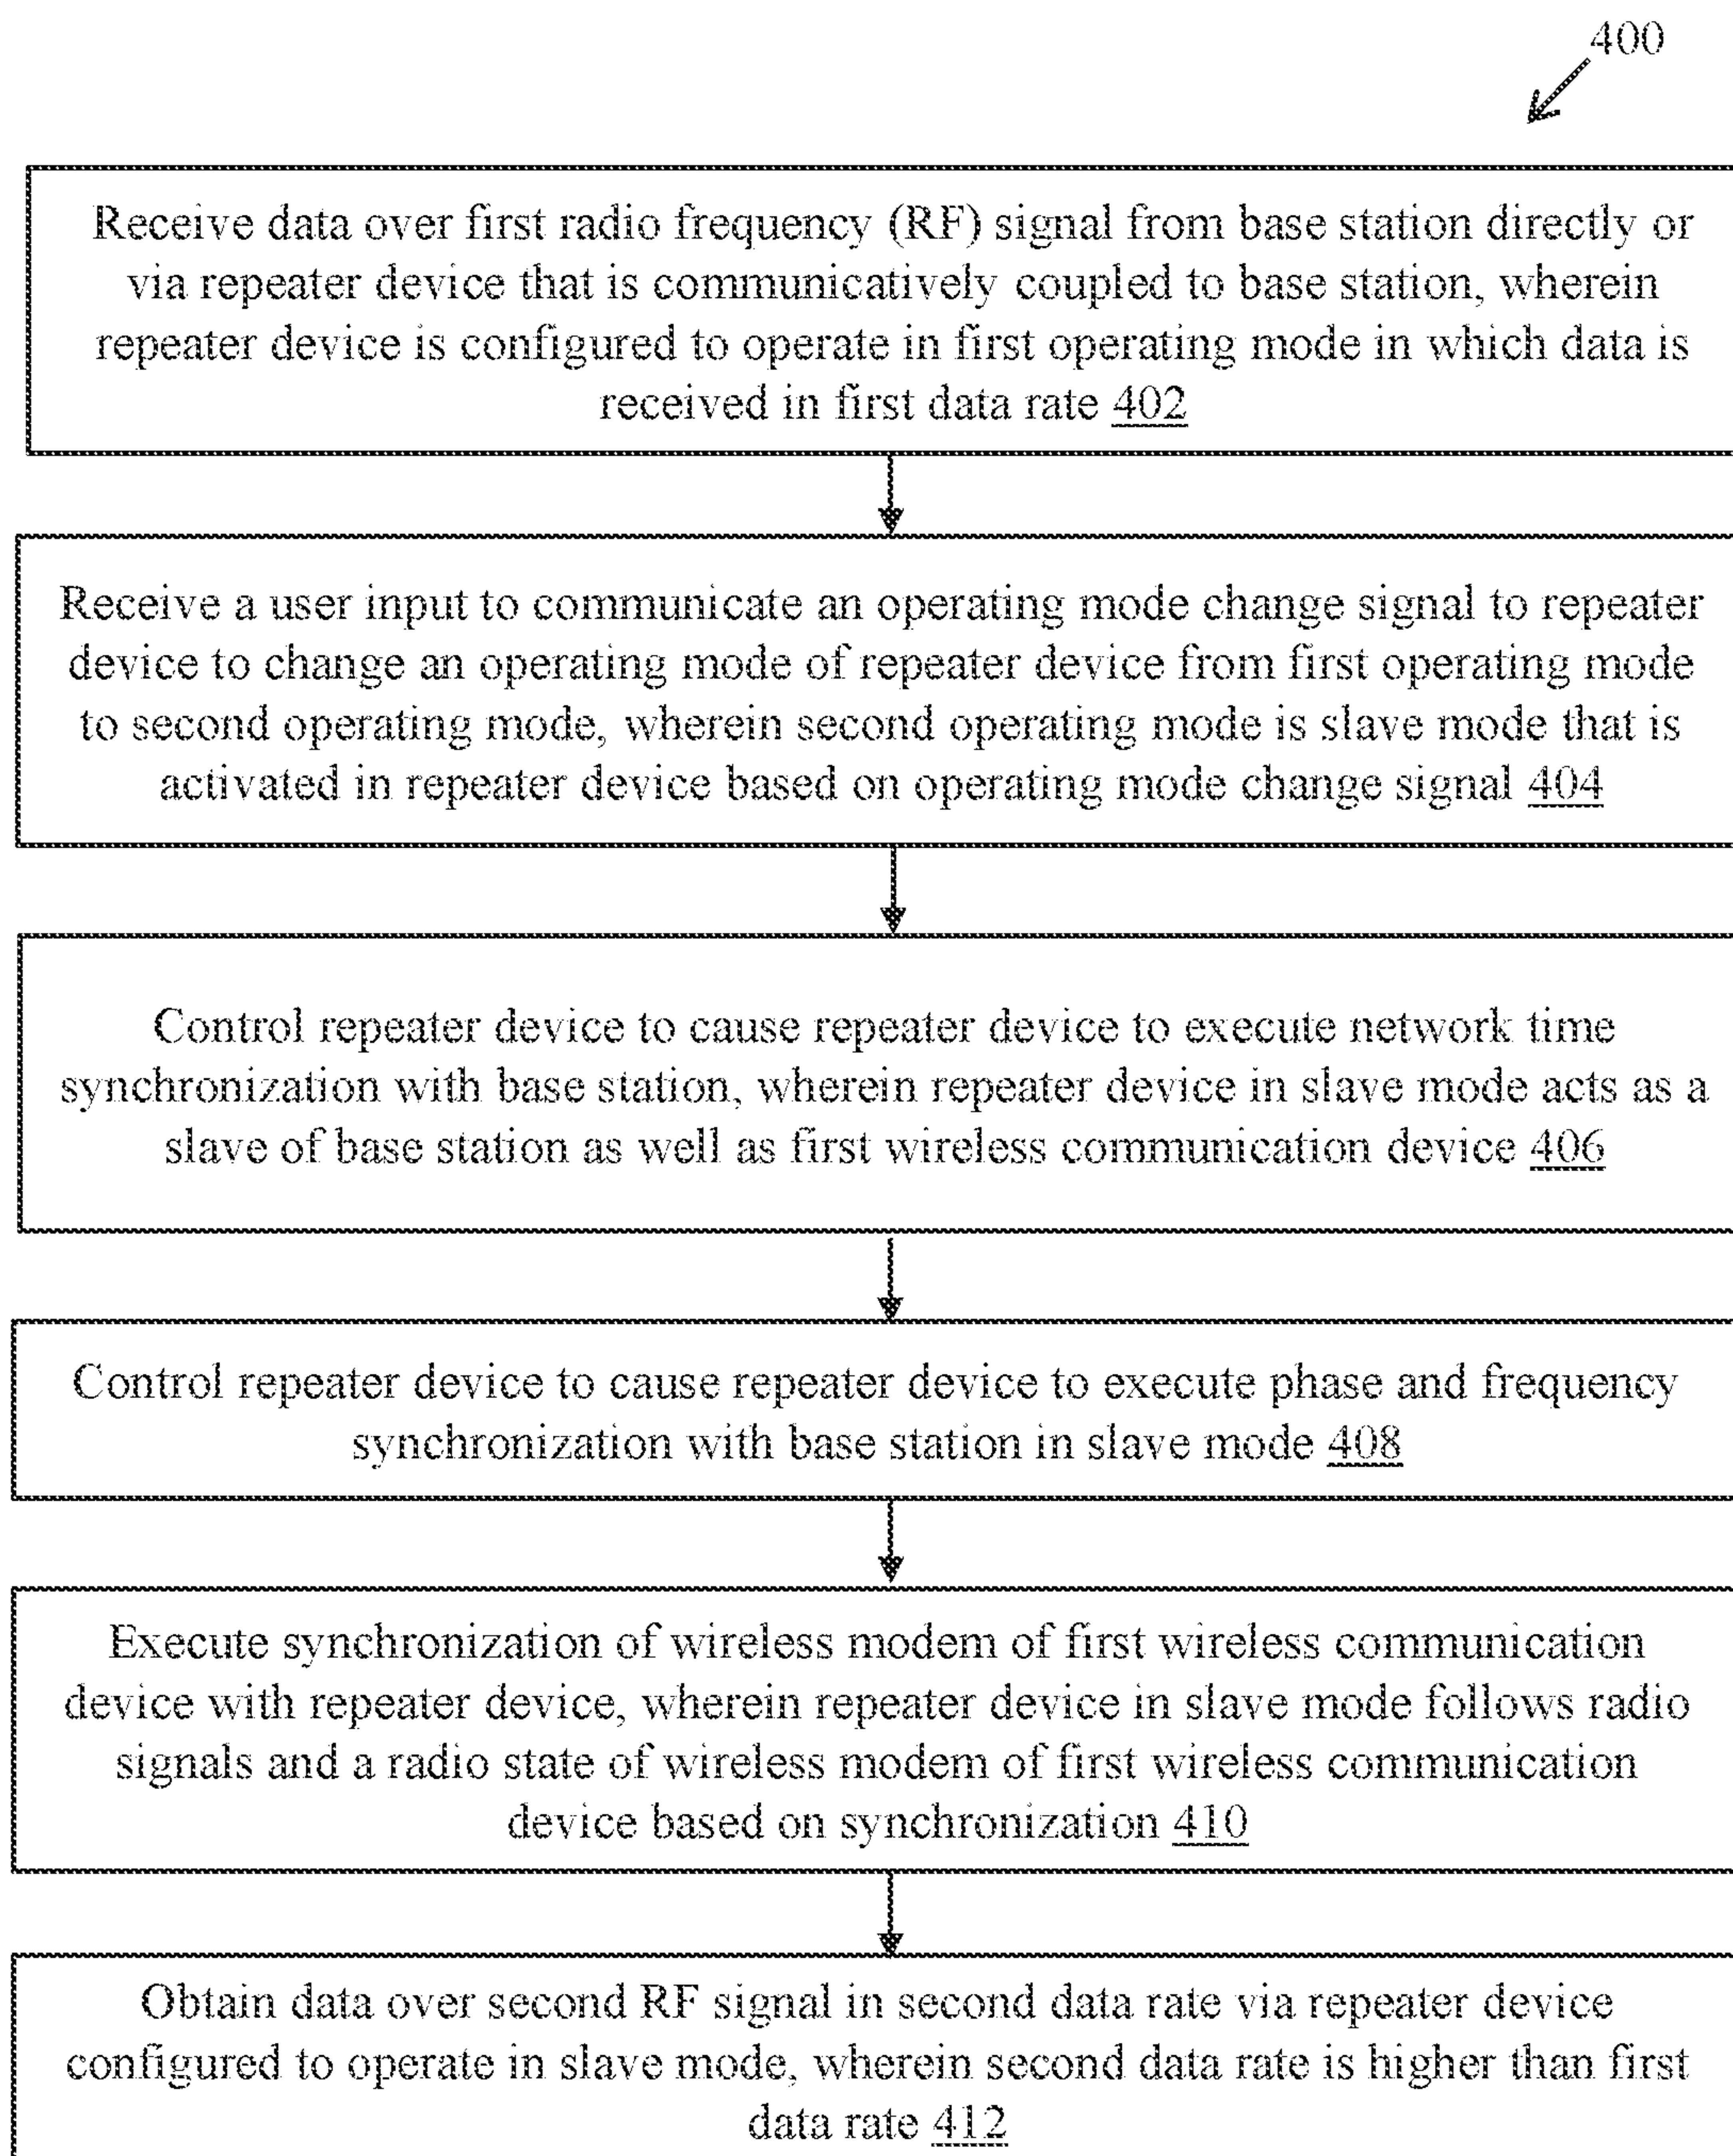 400
Receive data over first radio frequency (RF) signal from base station directly or
via repeater device that is communicatively coupled to base station, wherein
repeater device is configured to operate in first operating mode in which data is
received in first data rate 402
Receive a user input to communicate an operating mode change signal to repeater
device to change an operating mode of repeater device from first operating mode
to second operating mode, wherein second operating mode is slave mode that is
activated in repeater device based on operating mode change signal 404
Control repeater device to cause repeater device to execute network time
synchronization with base station, wherein repeater device in slave mode acts as a
slave of base station as well as first wireless communication device 406
Control repeater device to cause repeater device to execute phase and frequency
synchronization with base station in slave mode 408
Execute synchronization of wireless modem of first wireless communication
device with repeater device, wherein repeater device in slave mode follows radio
signals and a radio state of wireless modem of first wireless communication
device based on synchronization 410
Obtain data over second RF signal in second data rate via repeater device
configured to operate in slave mode, wherein second data rate is higher than first
data rate 412